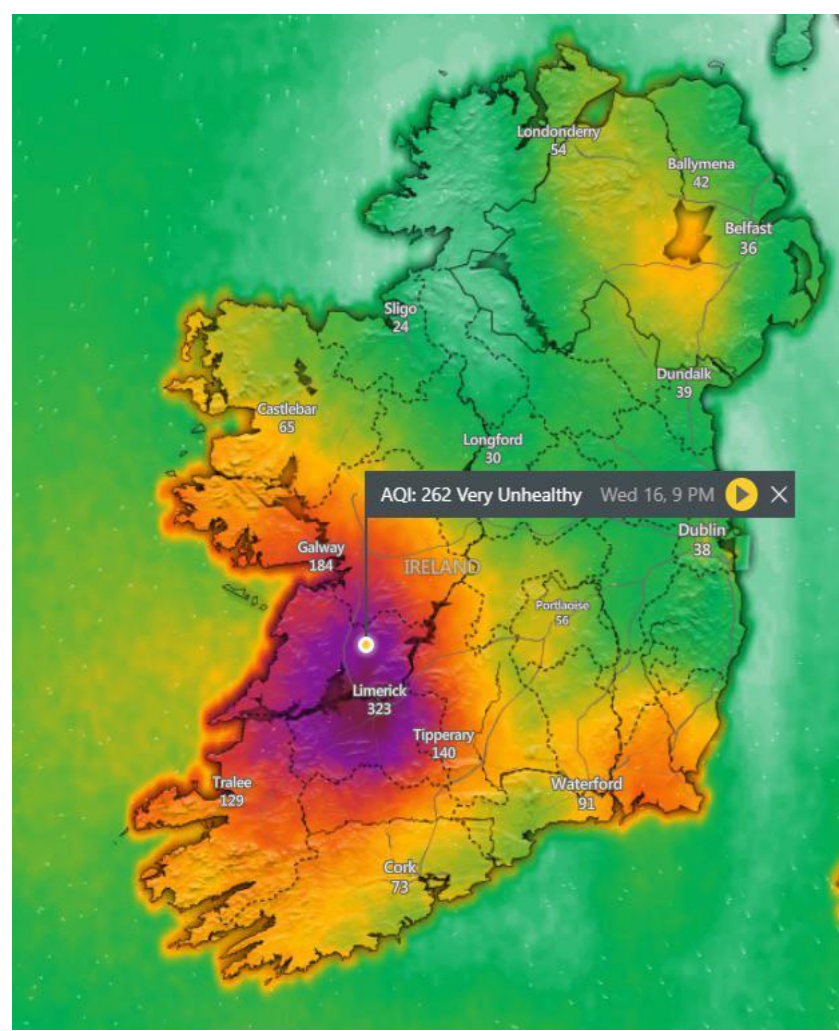 Londonderry
54
Ballymena
42
Belfast
36
Sligo
24
Dundalk
39
Castlebar
65
Longford
30
AQI: 262 Very Unhealthy Wed 16, 9 PM
Dublin
38
Galway
184
IRELAND
Portlaoise
56
Limerick
323
Tipperary
140
Tralee
129
Waterford
91
Cork
73